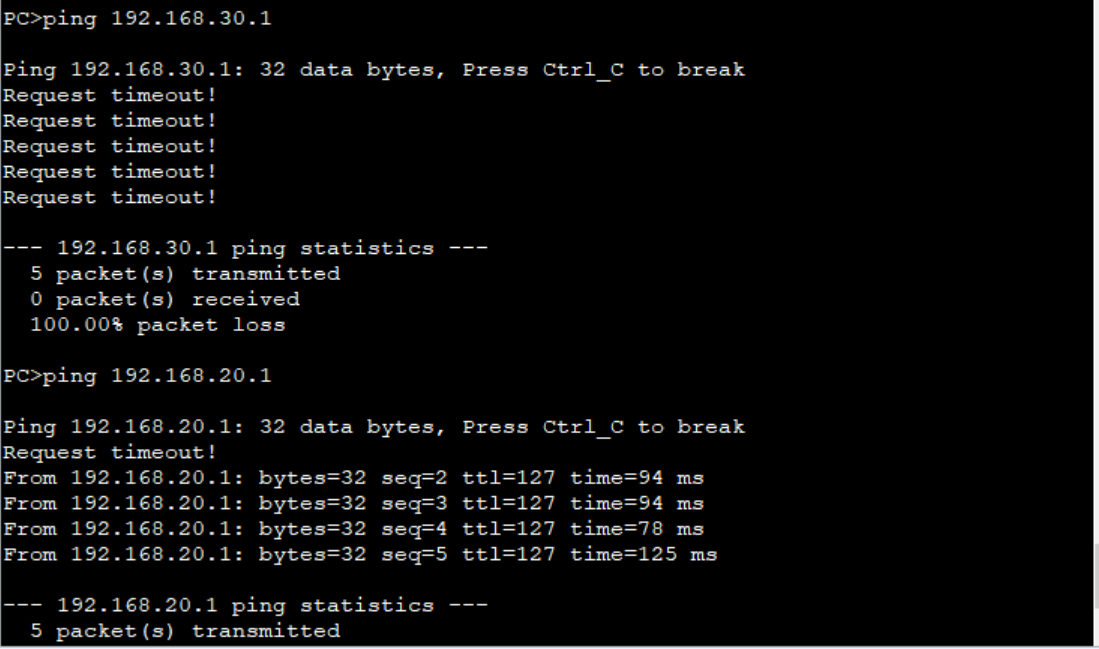 PC>ping 192.168.30.1
Ping 192.168.30.1: 32 data bytes, Press Ctrl_C to break
Request timeout!
Request timeout!
Request timeout!
Request timeout!
Request timeout!
--- 192.168.30.1 ping statistics ---
  5 packet(s) transmitted
  0 packet(s) received
  100.00% packet loss
PC>ping 192.168.20.1
Ping 192.168.20.1: 32 data bytes, Press Ctrl_C to break
Request timeout!
From 192.168.20.1: bytes=32 seq=2 ttl=127 time=94 ms
From 192.168.20.1: bytes=32 seq=3 ttl=127 time=94 ms
From 192.168.20.1: bytes=32 seq=4 ttl=127 time=78 ms
From 192.168.20.1: bytes=32 seq=5 ttl=127 time=125 ms
--- 192.168.20.1 ping statistics ---
  5 packet(s) transmitted